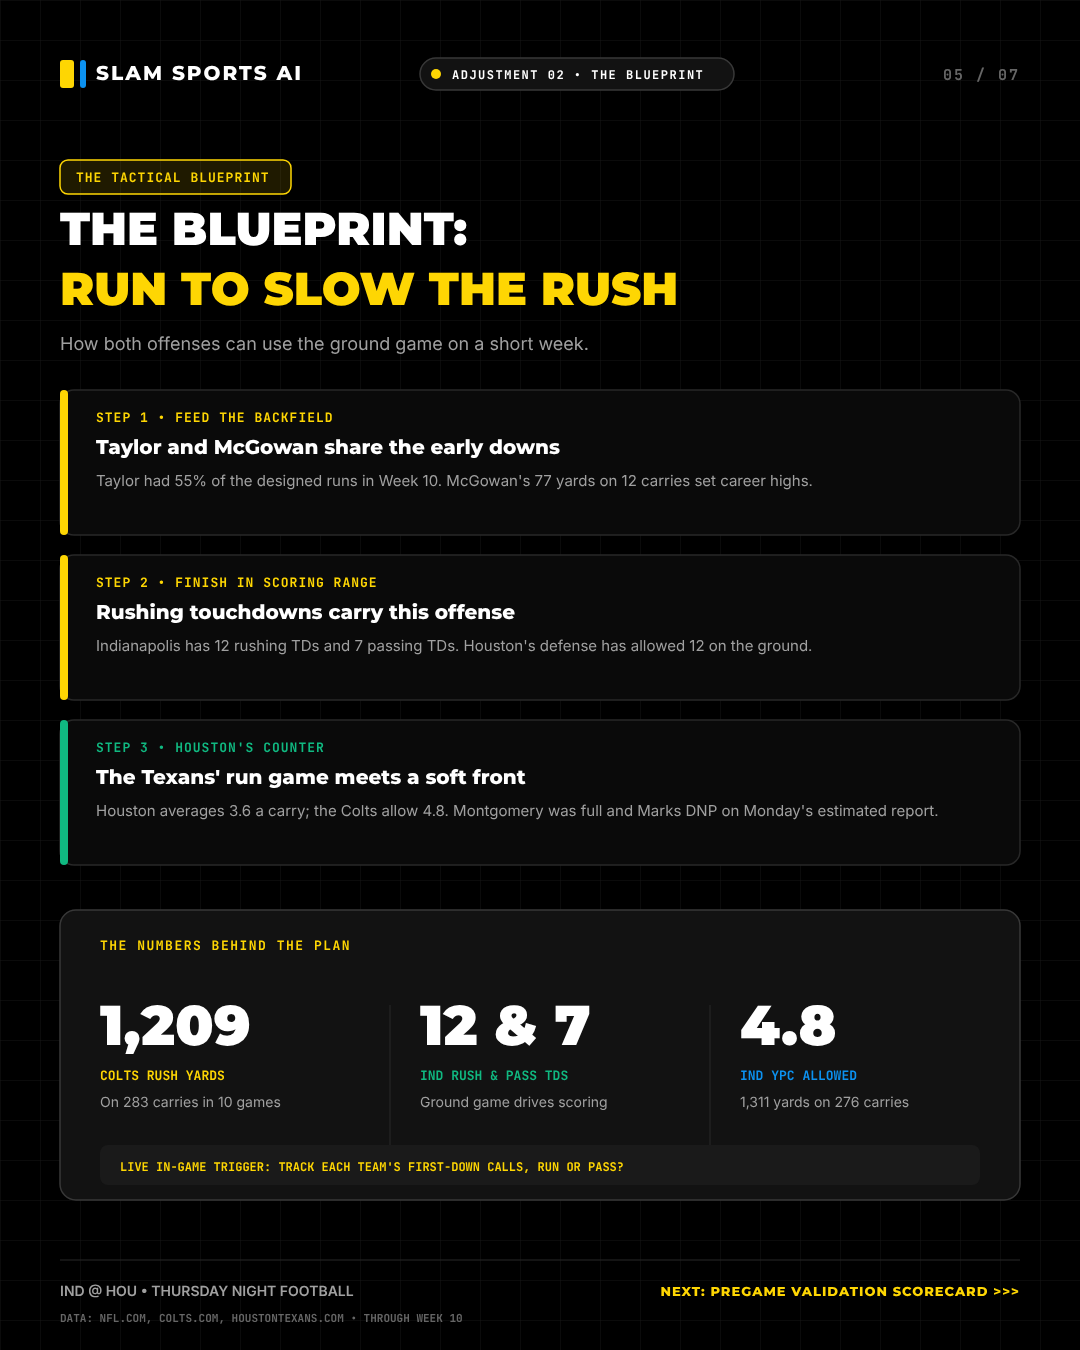 SLAM SPORTS AI
ADJUSTMENT 02 • THE BLUEPRINT
05 / 07
THE TACTICAL BLUEPRINT
THE BLUEPRINT:
RUN TO SLOW THE RUSH
How both offenses can use the ground game on a short week.
STEP 1 • FEED THE BACKFIELD
Taylor and McGowan share the early downs
Taylor had 55% of the designed runs in Week 10. McGowan's 77 yards on 12 carries set career highs.
STEP 2 • FINISH IN SCORING RANGE
Rushing touchdowns carry this offense
Indianapolis has 12 rushing TDs and 7 passing TDs. Houston's defense has allowed 12 on the ground.
STEP 3 • HOUSTON'S COUNTER
The Texans' run game meets a soft front
Houston averages 3.6 a carry; the Colts allow 4.8. Montgomery was full and Marks DNP on Monday's estimated report.
THE NUMBERS BEHIND THE PLAN
1,209
COLTS RUSH YARDS
On 283 carries in 10 games
12 & 7
IND RUSH & PASS TDS
Ground game drives scoring
4.8
IND YPC ALLOWED
1,311 yards on 276 carries
LIVE IN-GAME TRIGGER: TRACK EACH TEAM'S FIRST-DOWN CALLS, RUN OR PASS?
IND @ HOU • THURSDAY NIGHT FOOTBALL
NEXT: PREGAME VALIDATION SCORECARD >>>
DATA: NFL.COM, COLTS.COM, HOUSTONTEXANS.COM • THROUGH WEEK 10